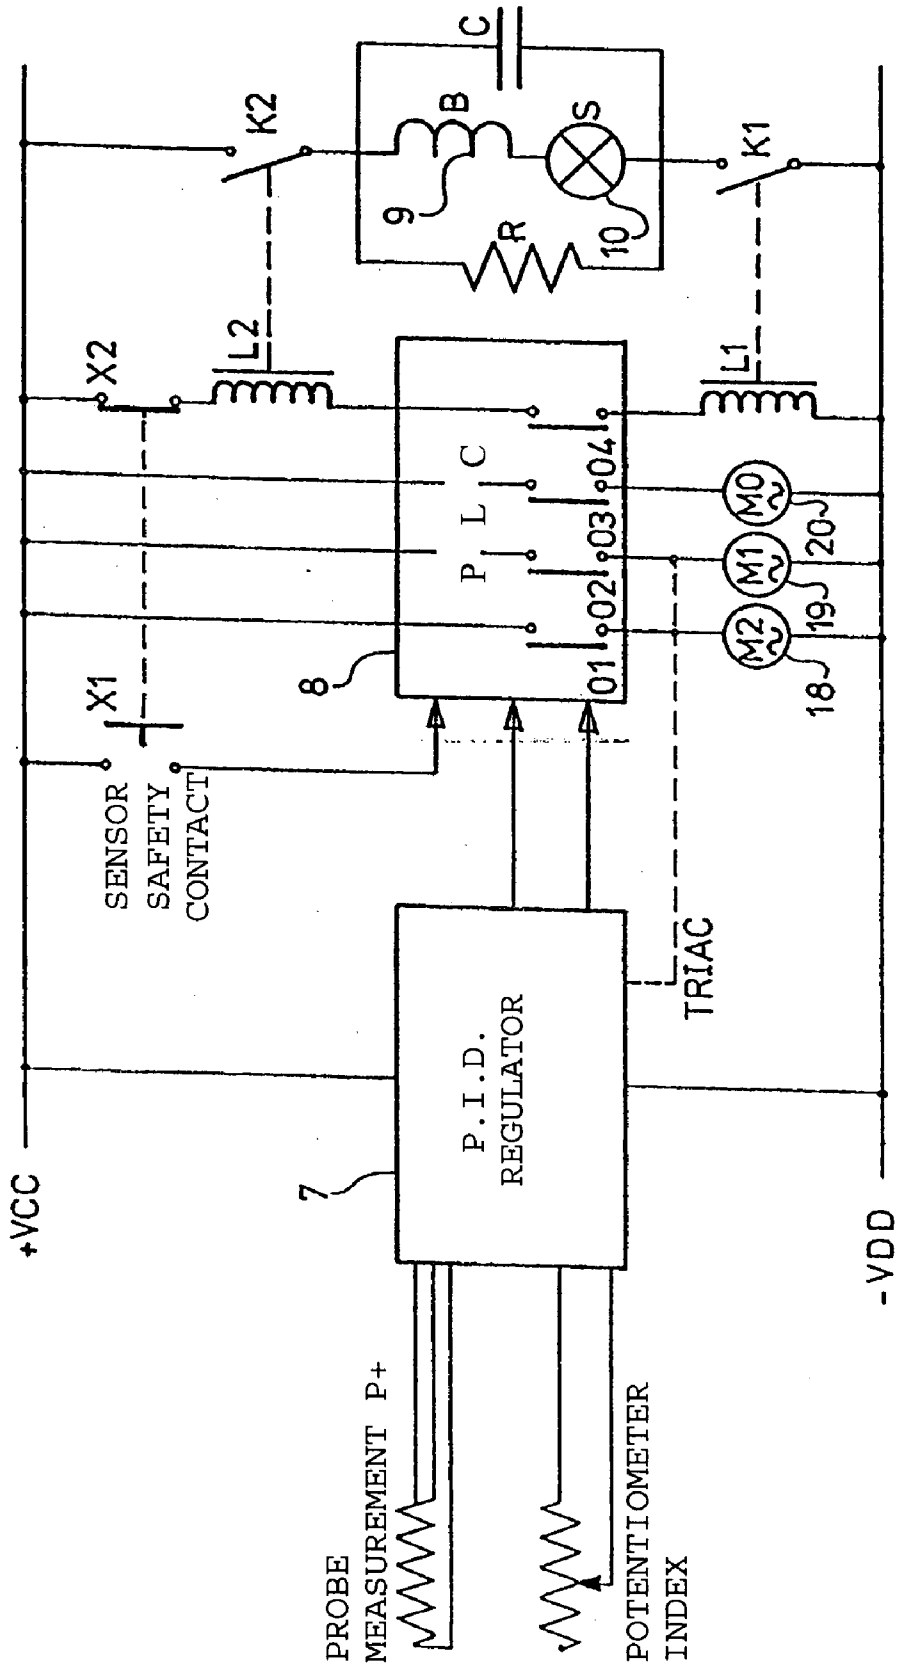 +VCC
-VDD
PROBE
MEASUREMENT P+
POTENTIOMETER
INDEX
7
P.I.D.
REGULATOR
TRIAC
SENSOR
SAFETY
CONTACT
X1
X2
8
P L C
01
02
03
04
L2
K2
L1
K1
M2
M1
M0
18
19
20
R
9
B
10
S
C